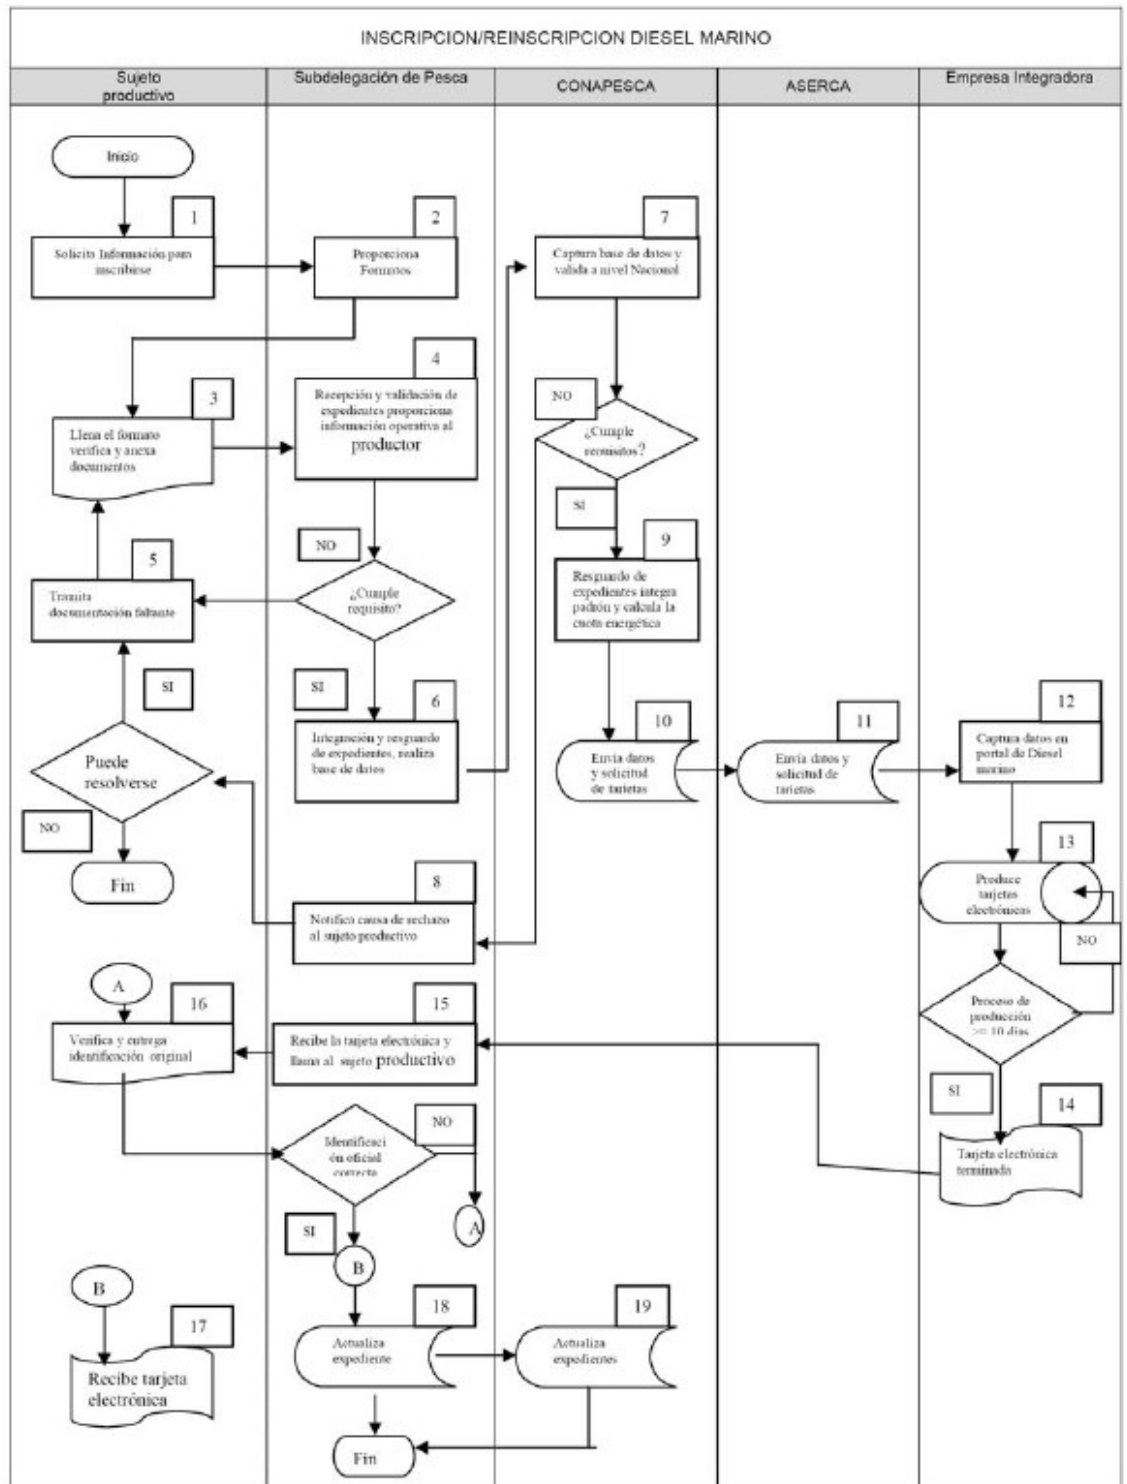 INSCRIPCION/REINSCRIPCION DIESEL MARINO
Sujeto
productivo
Subdelegación de Pesca
CONAPESCA
ASERCA
Empresa Integradora
Inicio
1
Solicita Información para
inscribirse
2
Proporciona
Formatos
7
Captura base de datos y
valida a nivel Nacional
3
Llena el formato
verifica y anexa
documentos
4
Recepción y validación de
expedientes proporciona
información operativa al
productor
NO
¿Cumple
requisitos?
SI
NO
5
Tramita
documentación faltante
¿Cumple
requisito?
9
Resguardo de
expedientes integra
padrón y calcula la
cuota energética
SI
SI
6
Integración y resguardo
de expedientes, realiza
base de datos
10
Envía datos
y solicitud
de tarjetas
11
Envía datos y
solicitud de
tarjetas
12
Captura datos en
portal de Diesel
marino
Puede
resolverse
NO
Fin
8
Notifica causa de rechazo
al sujeto productivo
13
Produce
tarjetas
electrónicas
NO
Proceso de
producción
>= 10 días
SI
14
Tarjeta electrónica
terminada
A
16
Verifica y entrega
identificación original
15
Recibe la tarjeta electrónica y
llama al sujeto productivo
NO
Identificaci
ón oficial
correcta
A
SI
B
B
17
Recibe tarjeta
electrónica
18
Actualiza
expediente
19
Actualiza
expedientes
Fin